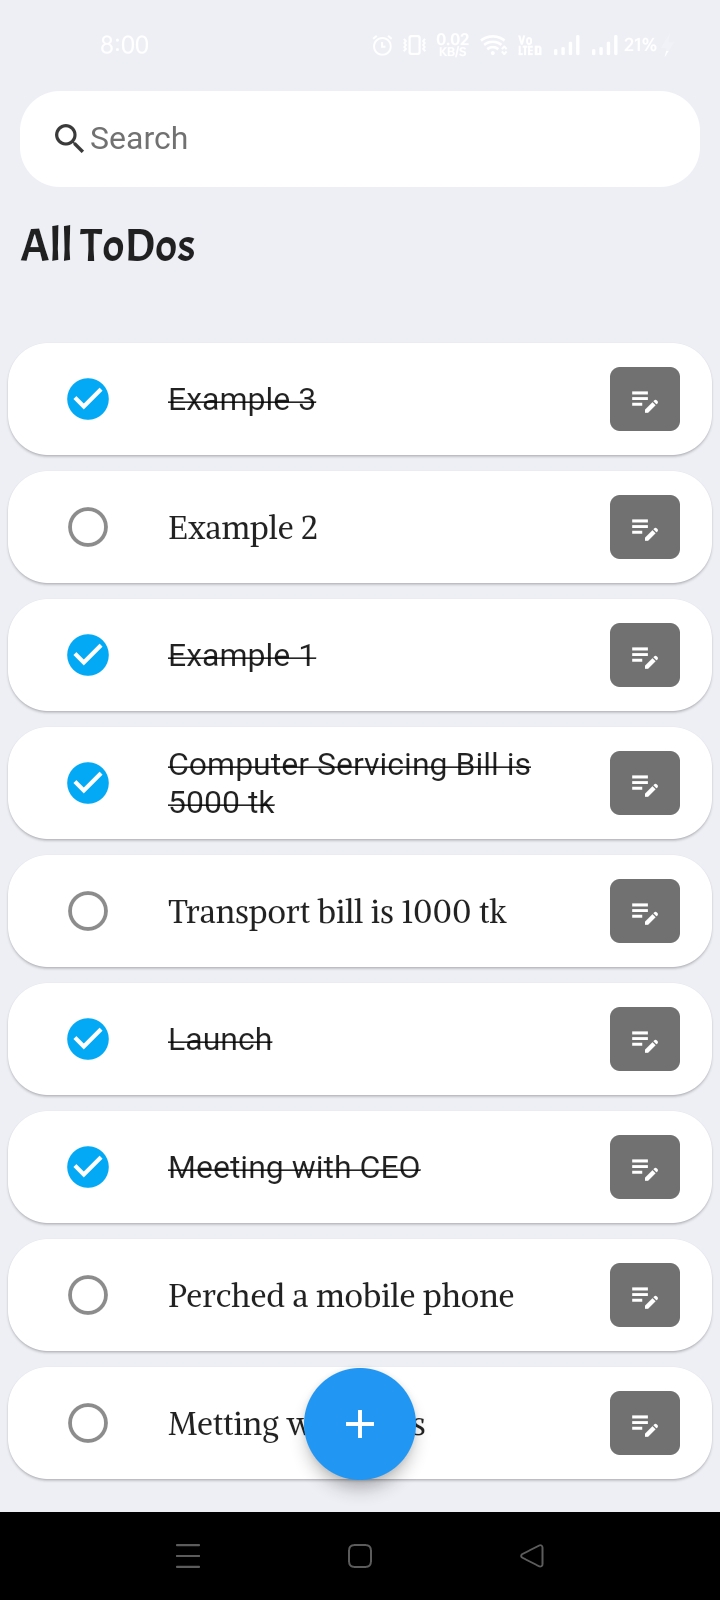 8:00 0.02 KB/S Vo LTE 21%
Search
All ToDos
Example 3
Example 2
Example 1
Computer Servicing Bill is
5000 tk
Transport bill is 1000 tk
Launch
Meeting with CEO
Perched a mobile phone
Metting